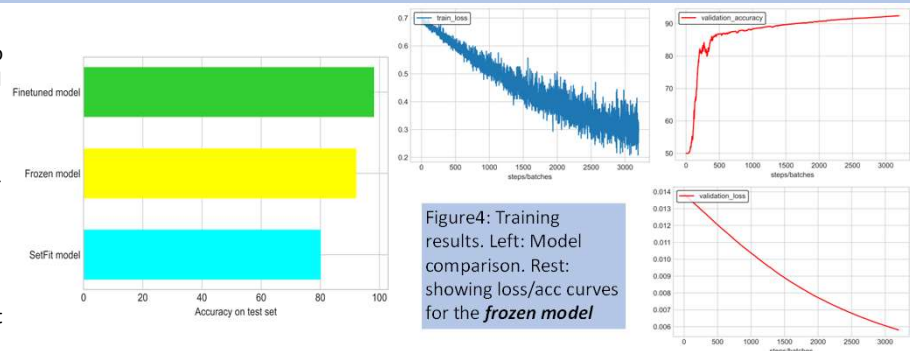 Finetuned model
Frozen model
SetFit model
0 20 40 60 80 100
Accuracy on test set
train_loss
0.7
0.6
0.5
0.4
0.3
0.2
0 500 1000 1500 2000 2500 3000
steps/batches
validation_accuracy
90
80
70
60
50
0 500 1000 1500 2000 2500 3000
steps/batches
Figure4: Training
results. Left: Model
comparison. Rest:
showing loss/acc curves
for the frozen model
validation_loss
0.014
0.013
0.012
0.011
0.010
0.009
0.008
0.007
0.006
0 500 1000 1500 2000 2500 3000
steps/batches